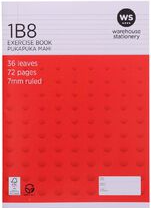 WS
warehouse
stationery
1B8
EXERCISE BOOK
PUKAPUKA MAHI
36 leaves
72 pages
7mm ruled